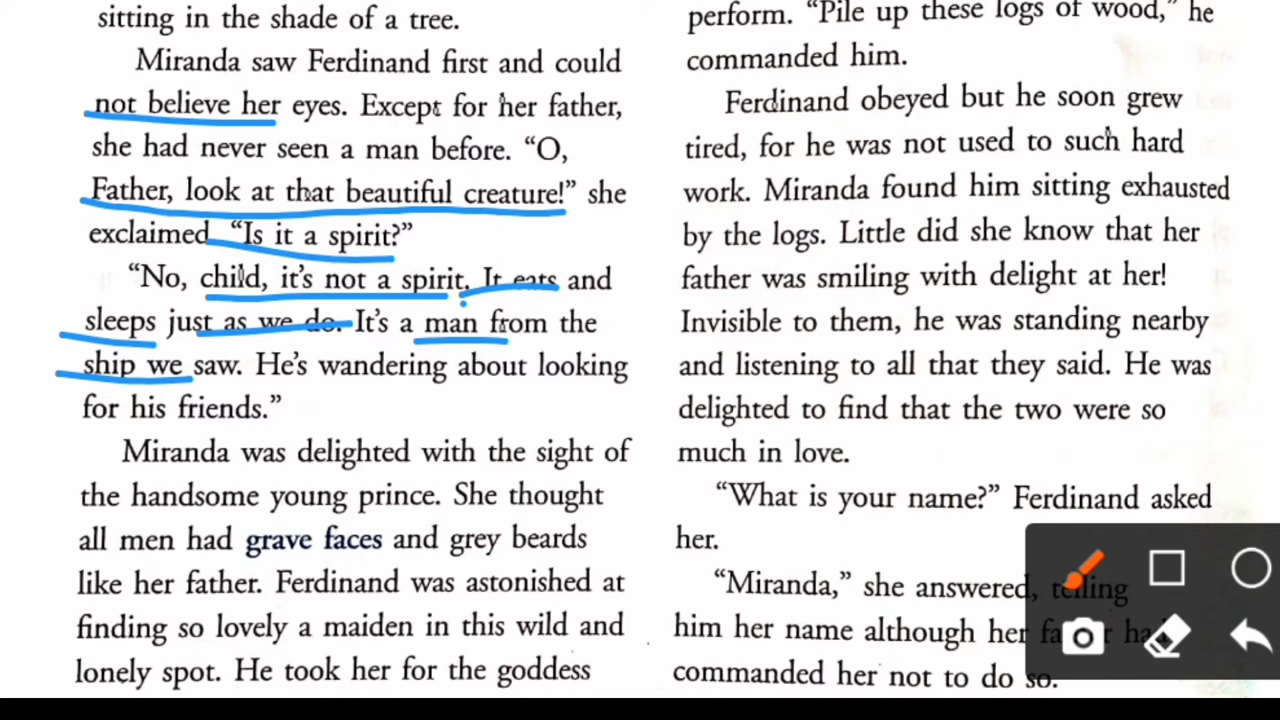 sitting in the shade of a tree.
Miranda saw Ferdinand first and could
not believe her eyes. Except for her father,
she had never seen a man before. “O,
Father, look at that beautiful creature!” she
exclaimed. “Is it a spirit?”
“No, child, it’s not a spirit. It eats and
sleeps just as we do. It’s a man from the
ship we saw. He’s wandering about looking
for his friends.”
Miranda was delighted with the sight of
the handsome young prince. She thought
all men had grave faces and grey beards
like her father. Ferdinand was astonished at
finding so lovely a maiden in this wild and
lonely spot. He took her for the goddess
perform. “Pile up these logs of wood,” he
commanded him.
Ferdinand obeyed but he soon grew
tired, for he was not used to such hard
work. Miranda found him sitting exhausted
by the logs. Little did she know that her
father was smiling with delight at her!
Invisible to them, he was standing nearby
and listening to all that they said. He was
delighted to find that the two were so
much in love.
“What is your name?” Ferdinand asked
her.
“Miranda,” she answered, telling
him her name although her father had
commanded her not to do so.